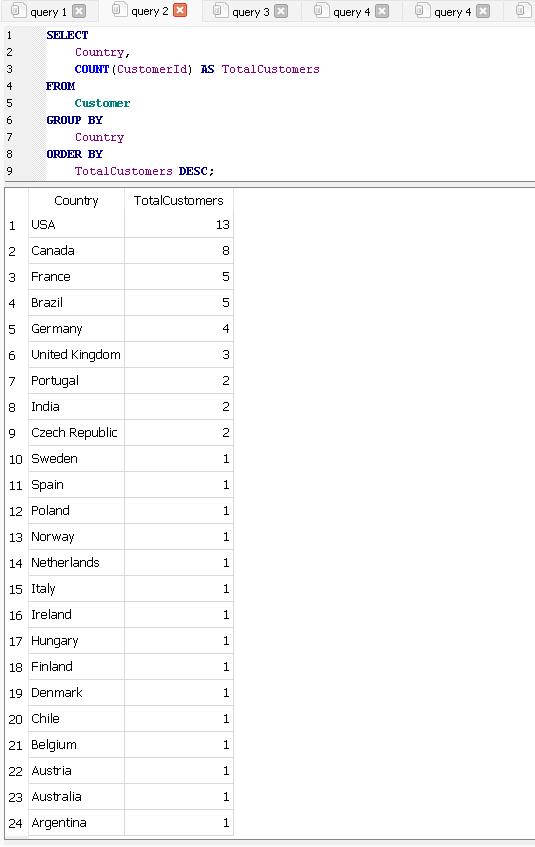 query 1 query 2 query 3 query 4 query 4
1 SELECT
2 Country,
3 COUNT(CustomerId) AS TotalCustomers
4 FROM
5 Customer
6 GROUP BY
7 Country
8 ORDER BY
9 TotalCustomers DESC;
Country TotalCustomers
1 USA 13
2 Canada 8
3 France 5
4 Brazil 5
5 Germany 4
6 United Kingdom 3
7 Portugal 2
8 India 2
9 Czech Republic 2
10 Sweden 1
11 Spain 1
12 Poland 1
13 Norway 1
14 Netherlands 1
15 Italy 1
16 Ireland 1
17 Hungary 1
18 Finland 1
19 Denmark 1
20 Chile 1
21 Belgium 1
22 Austria 1
23 Australia 1
24 Argentina 1